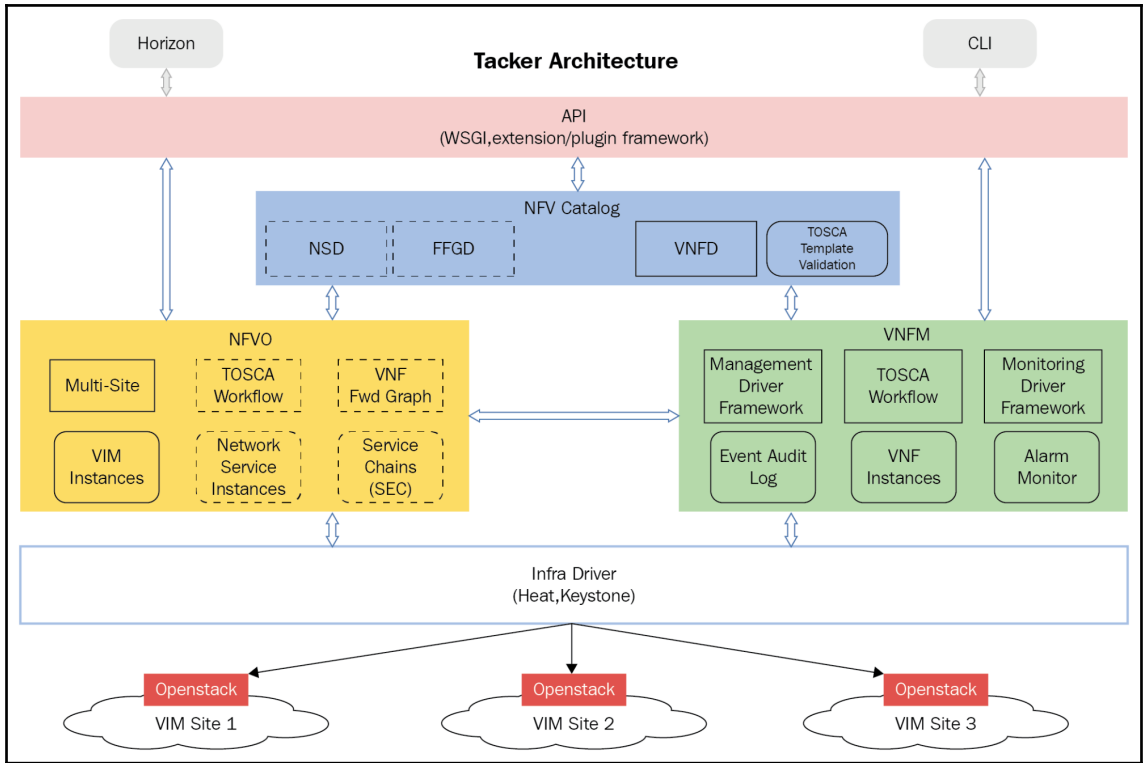 Horizon
CLI
Tacker Architecture
API
(WSGI,extension/plugin framework)
NFV Catalog
NSD
FFGD
VNFD
TOSCA
Template
Validation
NFVO
Multi-Site
TOSCA
Workflow
VNF
Fwd Graph
VIM
Instances
Network
Service
Instances
Service
Chains
(SEC)
VNFM
Management
Driver
Framework
TOSCA
Workflow
Monitoring
Driver
Framework
Event Audit
Log
VNF
Instances
Alarm
Monitor
Infra Driver
(Heat,Keystone)
Openstack
VIM Site 1
Openstack
VIM Site 2
Openstack
VIM Site 3